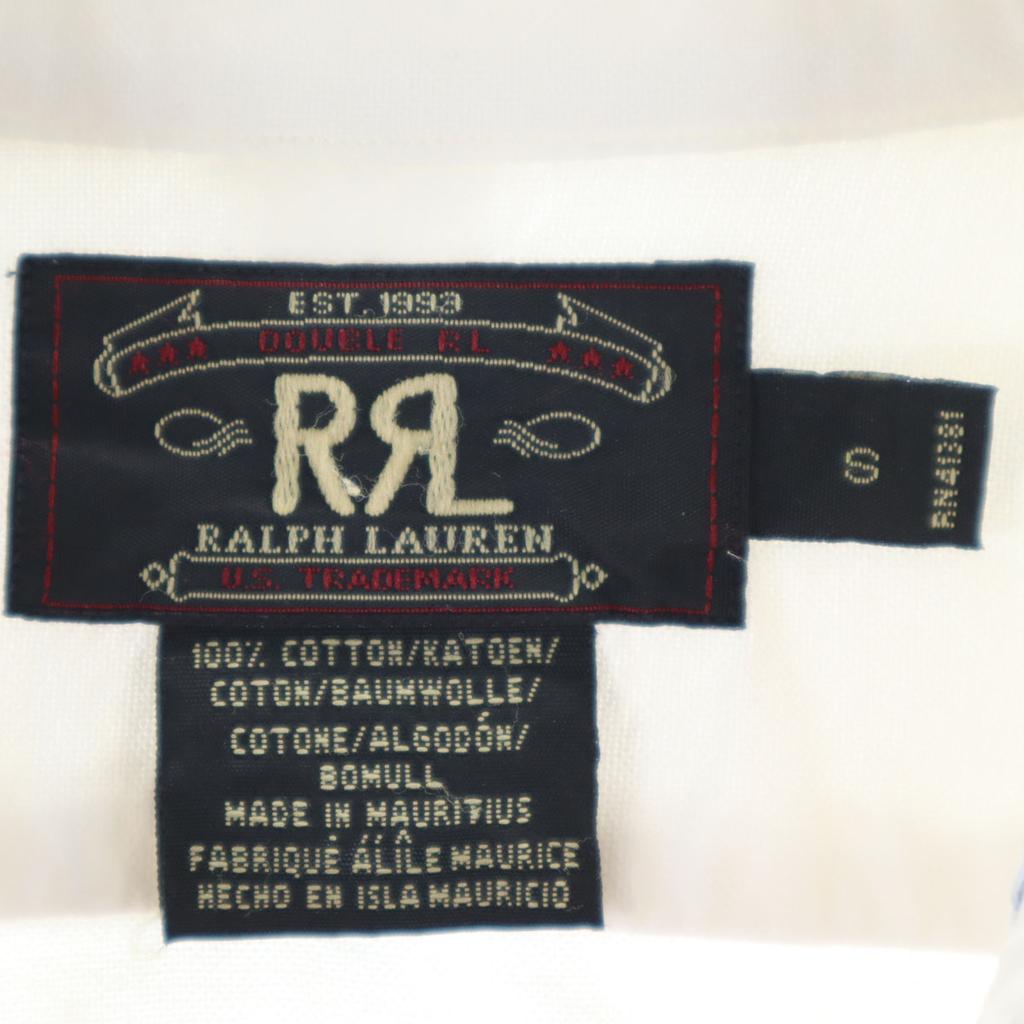 EST. 1993
DOUBLE RL
RRL
RALPH LAUREN
U.S. TRADEMARK
S
RN41381
100% COTTON/KATOEN/
COTON/BAUMWOLLE/
COTONE/ALGODÓN/
BOMULL
MADE IN MAURITIUS
FABRIQUÉ À L'ÎLE MAURICE
HECHO EN ISLA MAURICIO